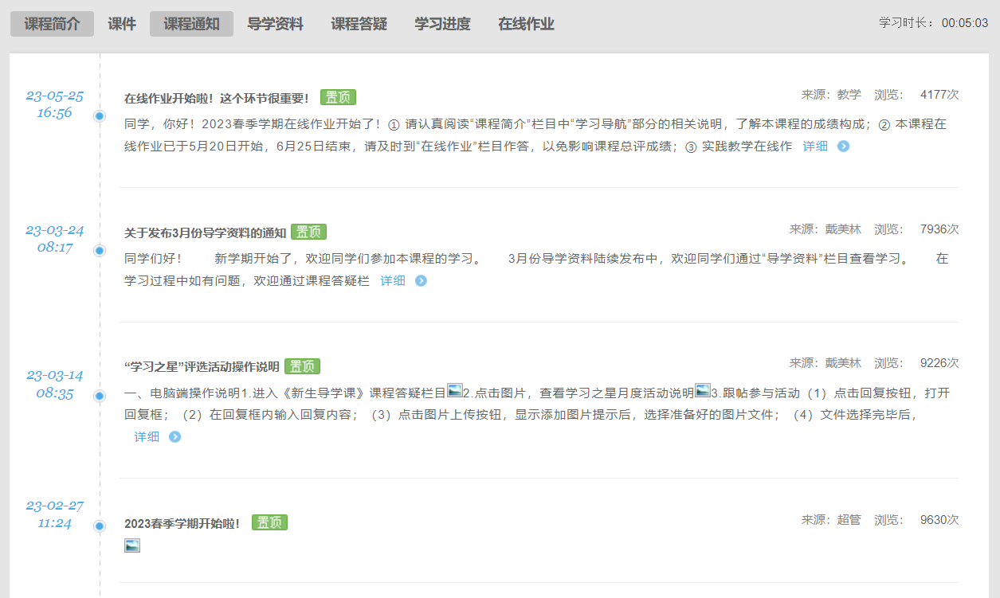 课程简介 课件 课程通知 导学资料 课程答疑 学习进度 在线作业 学习时长： 00:05:03
23-05-25
16:56
在线作业开始啦！这个环节很重要！ 置顶 来源：教学 浏览： 4177次
同学，你好！2023春季学期在线作业开始了！① 请认真阅读“课程简介”栏目中“学习导航”部分的相关说明，了解本课程的成绩构成；② 本课程在
线作业已于5月20日开始，6月25日结束，请及时到“在线作业”栏目作答，以免影响课程总评成绩；③ 实践教学在线作 详细
23-03-24
08:17
关于发布3月份导学资料的通知 置顶 来源：戴美林 浏览： 7936次
同学们好！ 新学期开始了，欢迎同学们参加本课程的学习。 3月份导学资料陆续发布中，欢迎同学们通过“导学资料”栏目查看学习。 在
学习过程中如有问题，欢迎通过课程答疑栏 详细
23-03-14
08:35
“学习之星”评选活动操作说明 置顶 来源：戴美林 浏览： 9226次
一、电脑端操作说明1.进入《新生导学课》课程答疑栏目2.点击图片，查看学习之星月度活动说明3.跟帖参与活动（1）点击回复按钮，打开
回复框；（2）在回复框内输入回复内容；（3）点击图片上传按钮，显示添加图片提示后，选择准备好的图片文件；（4）文件选择完毕后，
详细
23-02-27
11:24
2023春季学期开始啦！ 置顶 来源：超管 浏览： 9630次